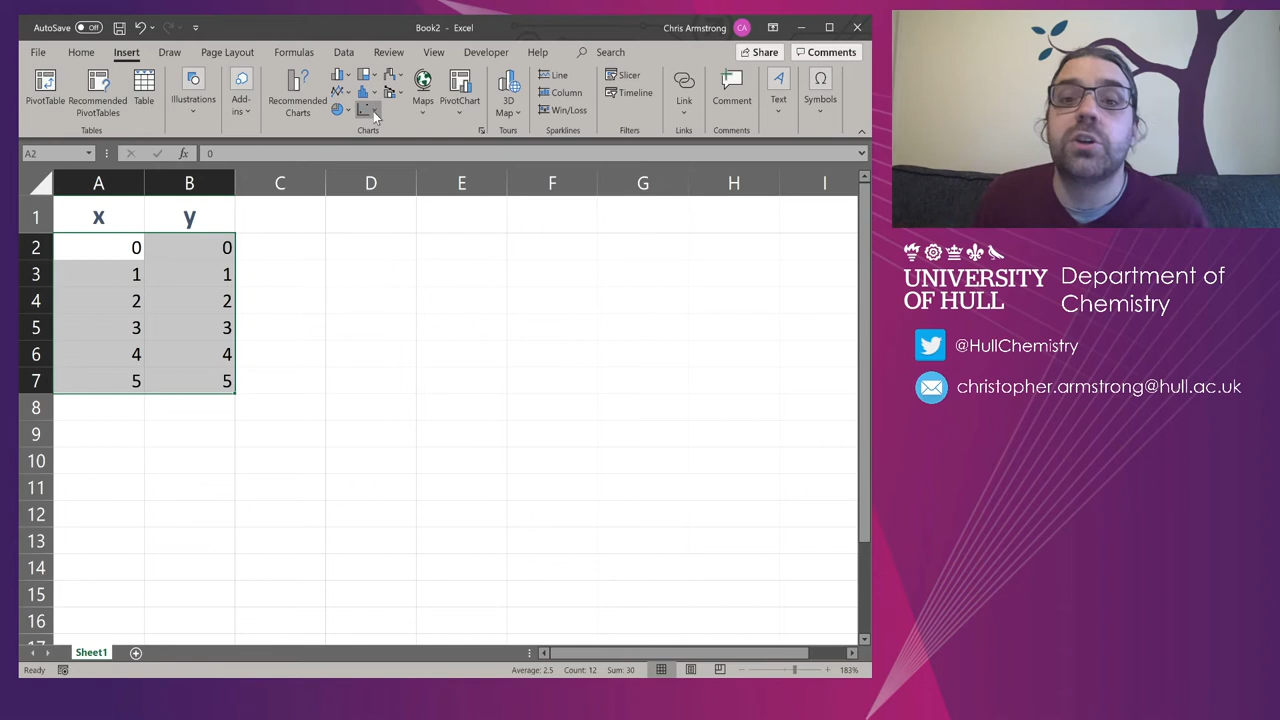 AutoSave Off Book2 - Excel Chris Armstrong CA
File Home Insert Draw Page Layout Formulas Data Review View Developer Help Search Share Comments
PivotTable Recommended PivotTables Table Illustrations Add-ins Recommended Charts Maps PivotChart 3D Map Line Column Win/Loss Slicer Timeline Link Comment Text Symbols
Tables Charts Tours Sparklines Filters Links Comments
A2 fx 0
A B C D E F G H I
1 x y
2 0 0
3 1 1
4 2 2
5 3 3
6 4 4
7 5 5
8
9
10
11
12
13
14
15
16
17
Sheet1
Ready Average: 2.5 Count: 12 Sum: 30 183%
UNIVERSITY OF HULL
Department of Chemistry
@HullChemistry
christopher.armstrong@hull.ac.uk